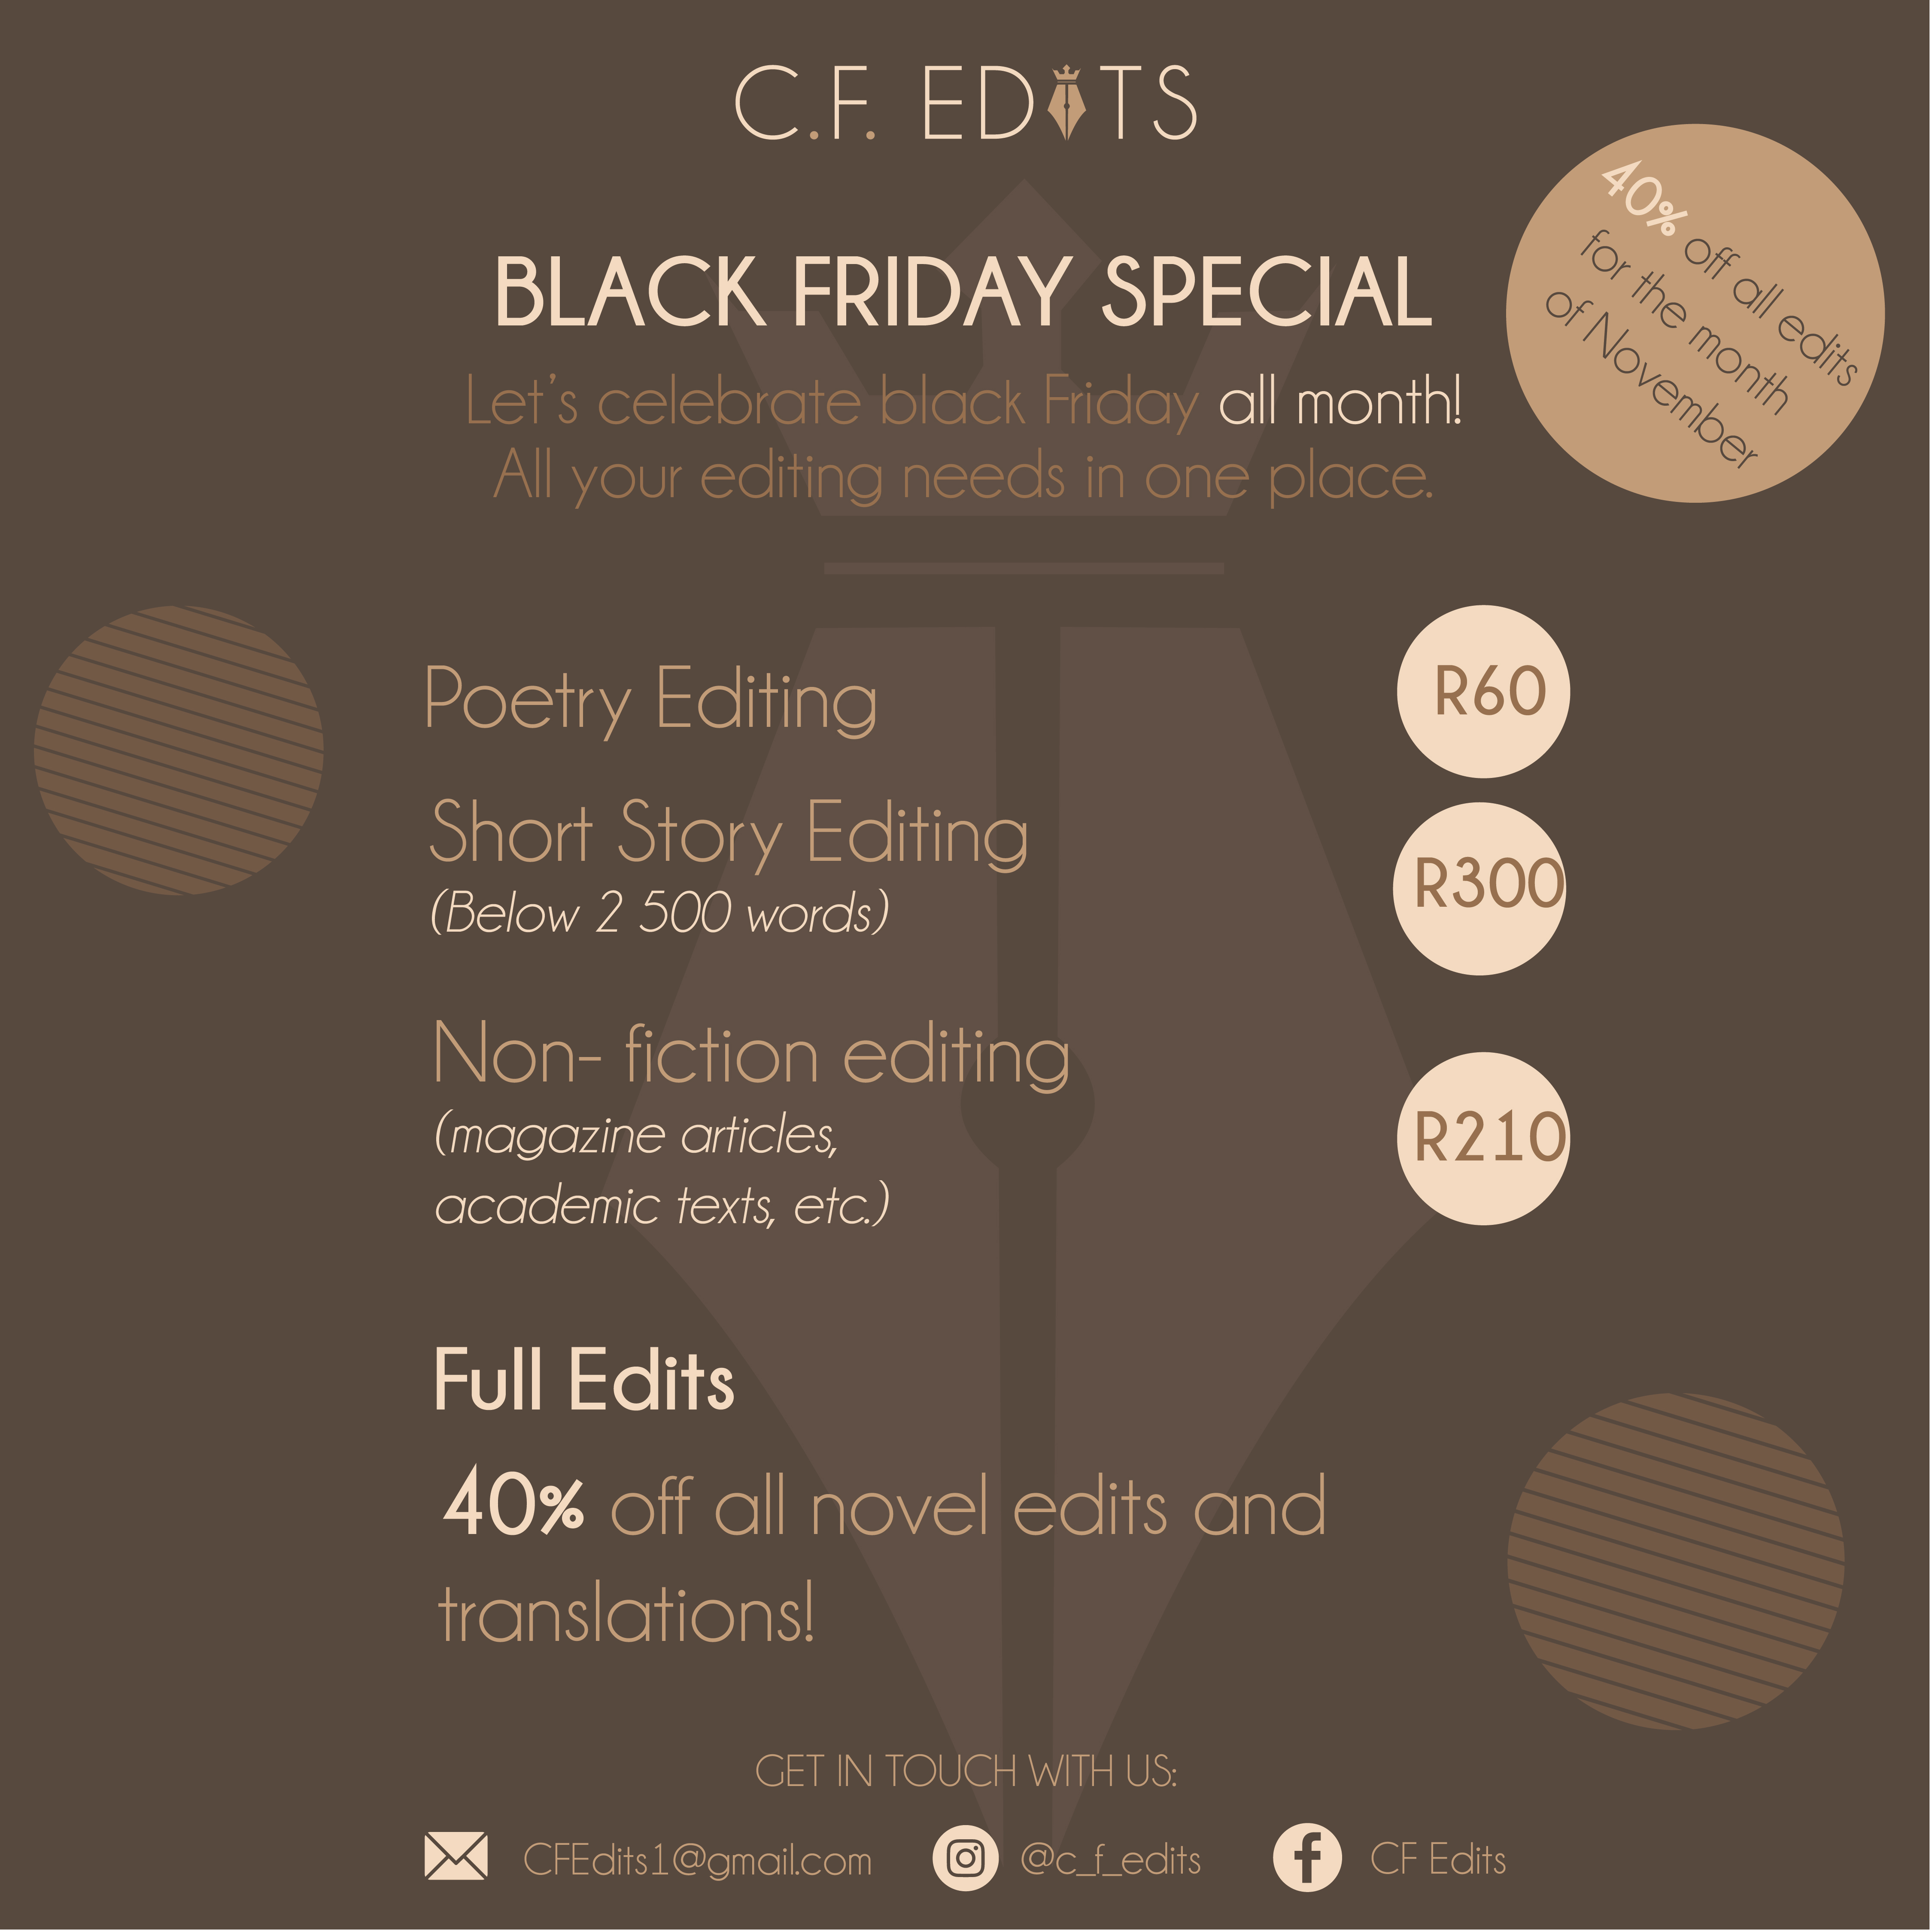 C.F. EDITS
40% off all edits
for the month
of November
BLACK FRIDAY SPECIAL
Let's celebrate black Friday all month!
All your editing needs in one place.
Poetry Editing
R60
Short Story Editing
(Below 2 500 words)
R300
Non- fiction editing
(magazine articles,
academic texts, etc.)
R210
Full Edits
40% off all novel edits and
translations!
GET IN TOUCH WITH US:
CFEdits1@gmail.com
@c_f_edits
CF Edits